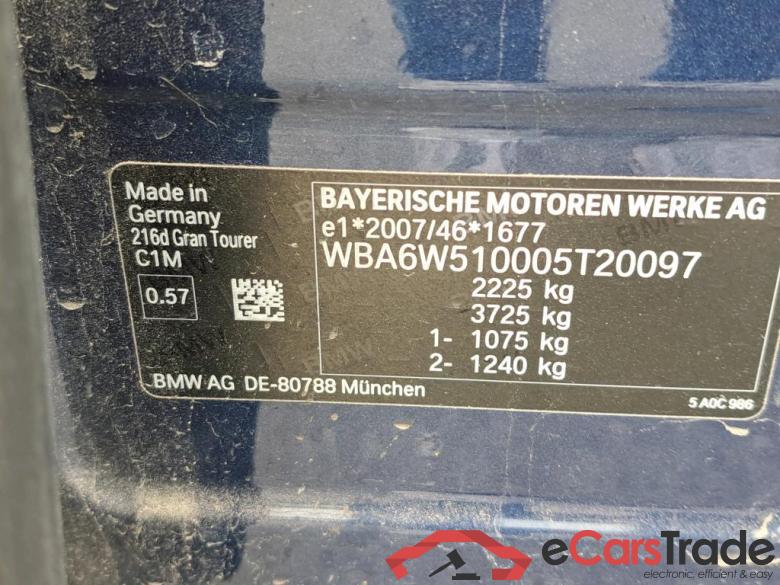 Made in
Germany
216d Gran Tourer
C1M
0.57
BAYERISCHE MOTOREN WERKE AG
e1*2007/46*1677
WBA6W510005T20097
2225 kg
3725 kg
1- 1075 kg
2- 1240 kg
BMW AG DE-80788 München
5 A0C 986
eCarsTrade
electronic, efficient & easy